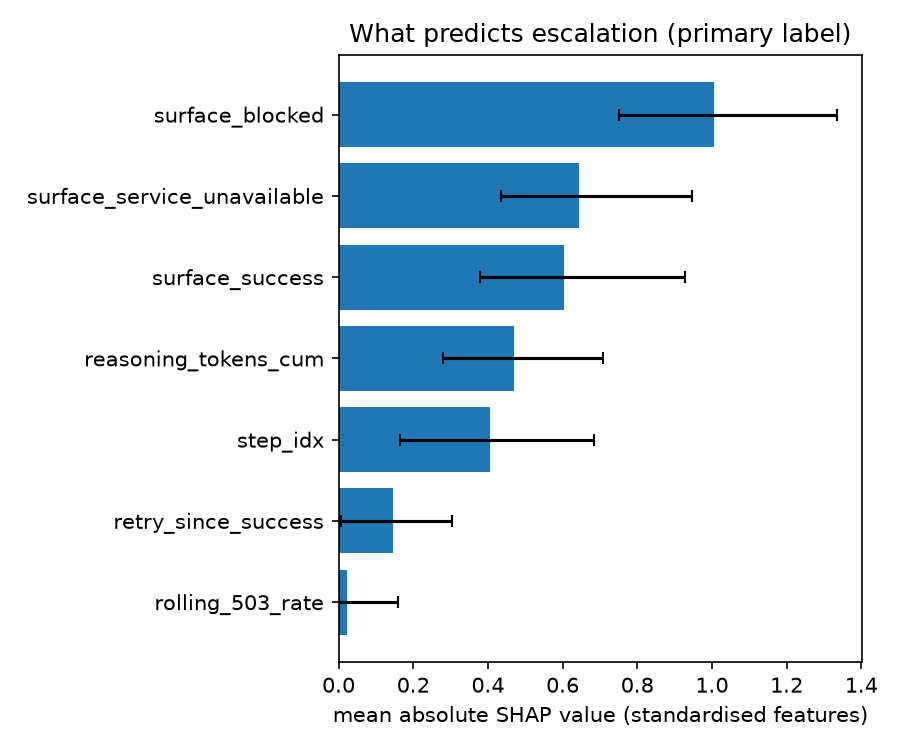 What predicts escalation (primary label)
surface_blocked
surface_service_unavailable
surface_success
reasoning_tokens_cum
step_idx
retry_since_success
rolling_503_rate
0.0 0.2 0.4 0.6 0.8 1.0 1.2 1.4
mean absolute SHAP value (standardised features)